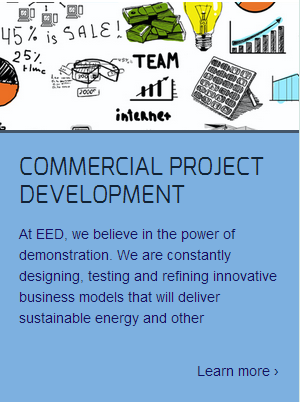 45% is SALE!
25%
time
TEAM
internet
COMMERCIAL PROJECT
DEVELOPMENT
At EED, we believe in the power of
demonstration. We are constantly
designing, testing and refining innovative
business models that will deliver
sustainable energy and other
Learn more ›